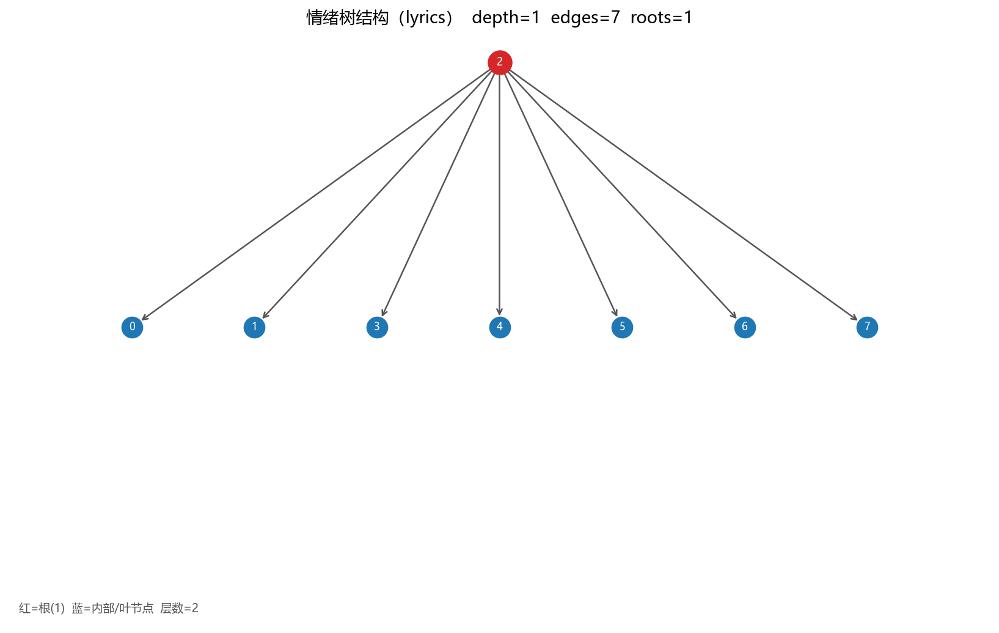 情绪树结构（lyrics） depth=1 edges=7 roots=1
2
0 1 3 4 5 6 7
红=根(1) 蓝=内部/叶节点 层数=2